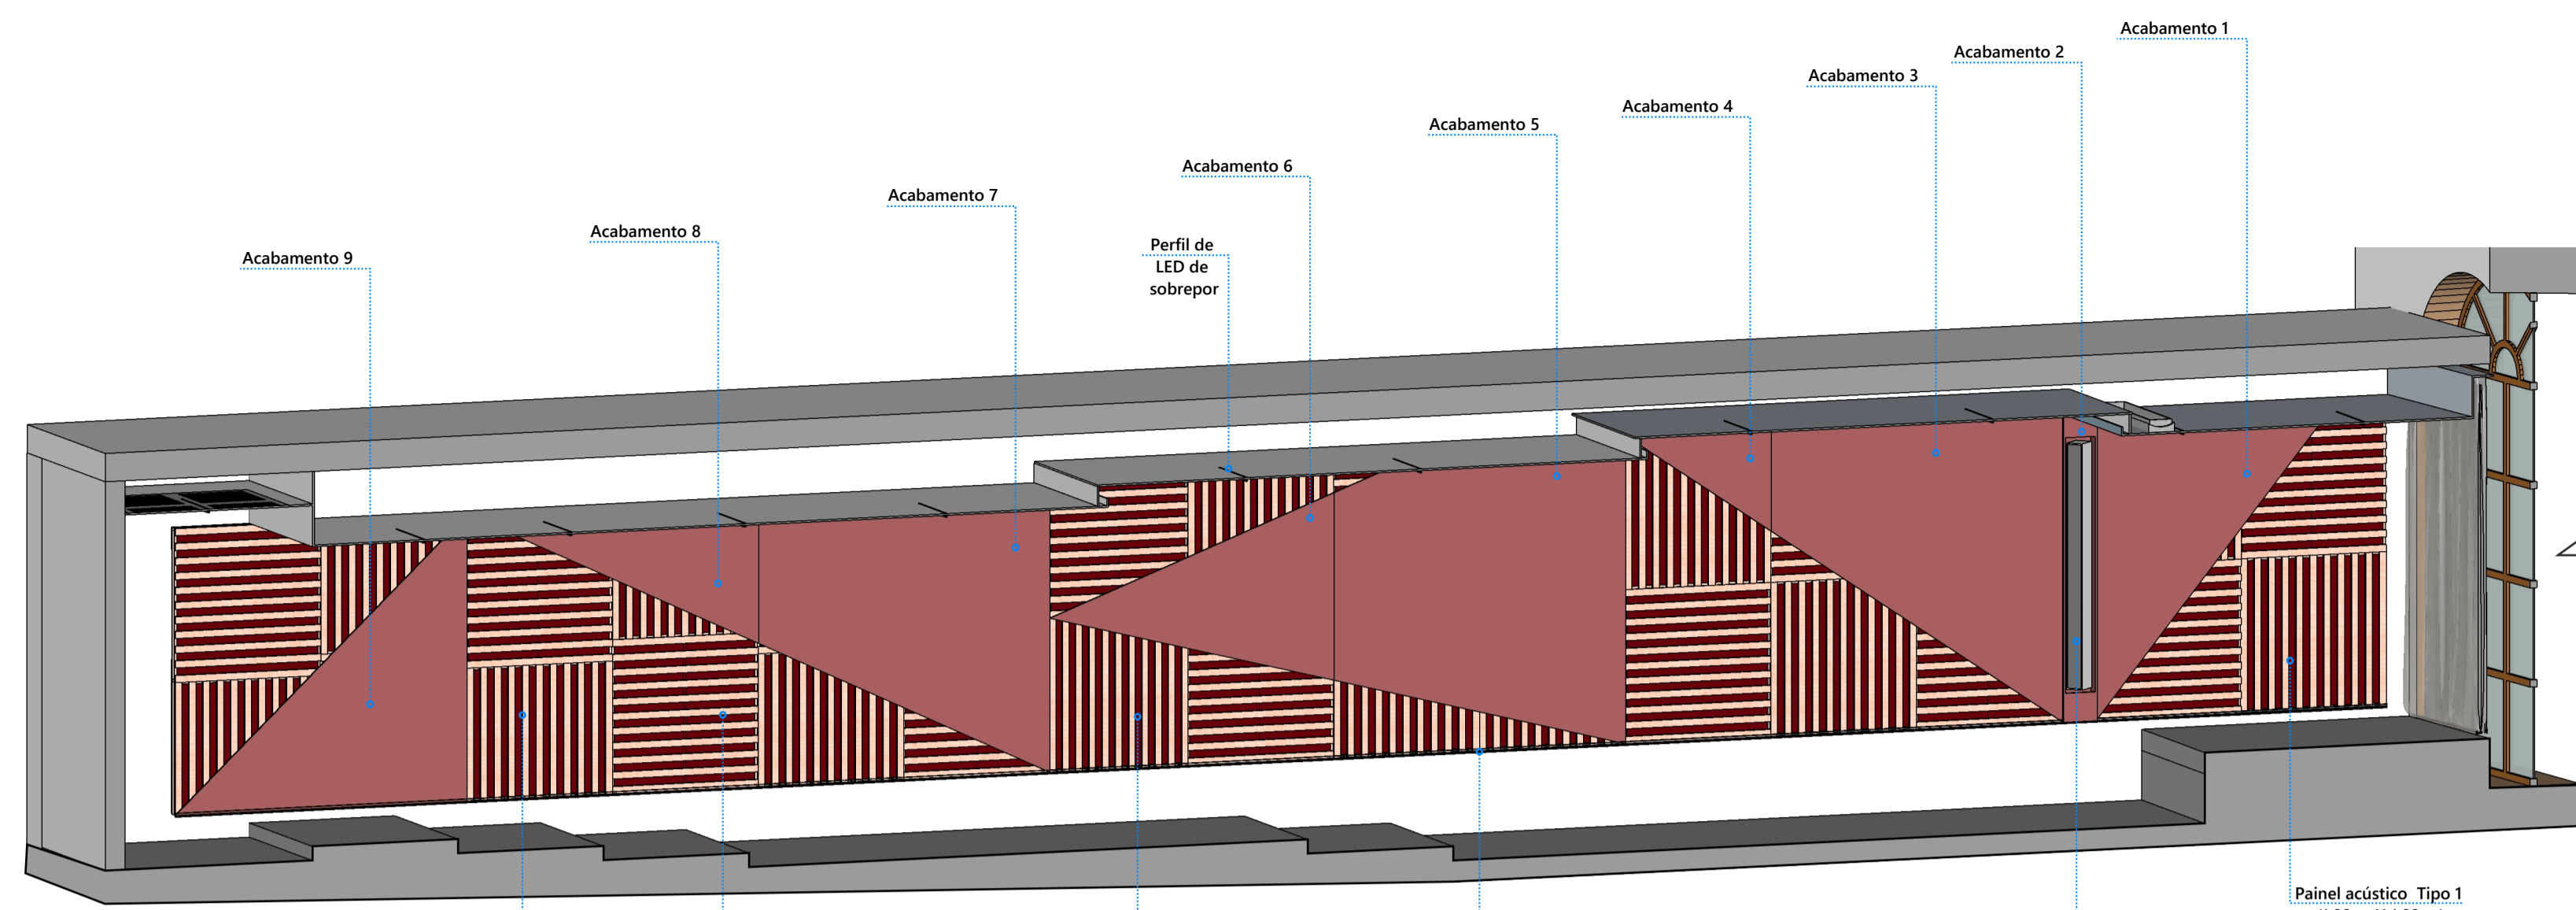 Acabamento 1
Acabamento 2
Acabamento 3
Acabamento 4
Acabamento 5
Acabamento 6
Acabamento 7
Acabamento 8
Perfil de
LED de
sobrepor
Acabamento 9
Painel acústico Tipo 1